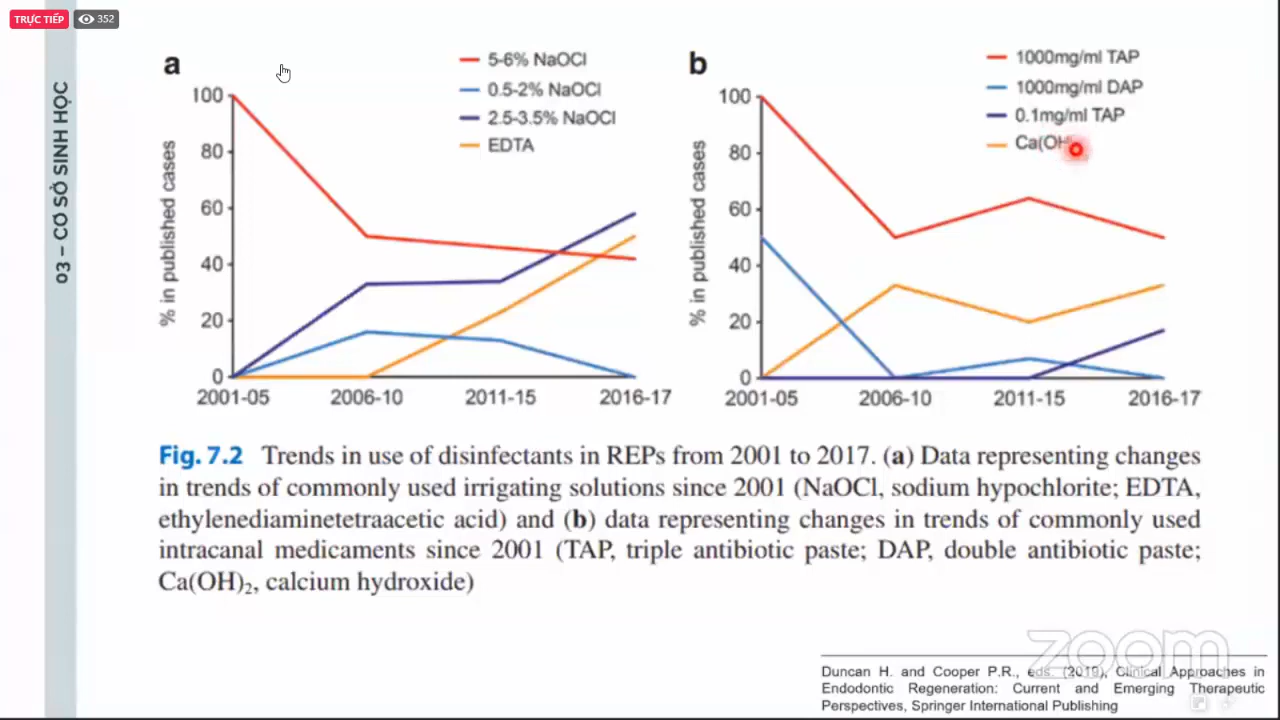 TRỰC TIẾP
352
03 – CƠ SỞ SINH HỌC
a
5-6% NaOCl
0.5-2% NaOCl
2.5-3.5% NaOCl
EDTA
% in published cases
100
80
60
40
20
0
2001-05
2006-10
2011-15
2016-17
b
1000mg/ml TAP
1000mg/ml DAP
0.1mg/ml TAP
% in published cases
100
80
60
40
20
0
2001-05
2006-10
2011-15
2016-17
Fig. 7.2 Trends in use of disinfectants in REPs from 2001 to 2017. (a) Data representing changes
in trends of commonly used irrigating solutions since 2001 (NaOCl, sodium hypochlorite; EDTA,
ethylenediaminetetraacetic acid) and (b) data representing changes in trends of commonly used
intracanal medicaments since 2001 (TAP, triple antibiotic paste; DAP, double antibiotic paste;
Ca(OH)₂, calcium hydroxide)
zoom
Duncan H. and Cooper P.R., eds. (2019), Clinical Approaches in
Endodontic Regeneration: Current and Emerging Therapeutic
Perspectives, Springer International Publishing